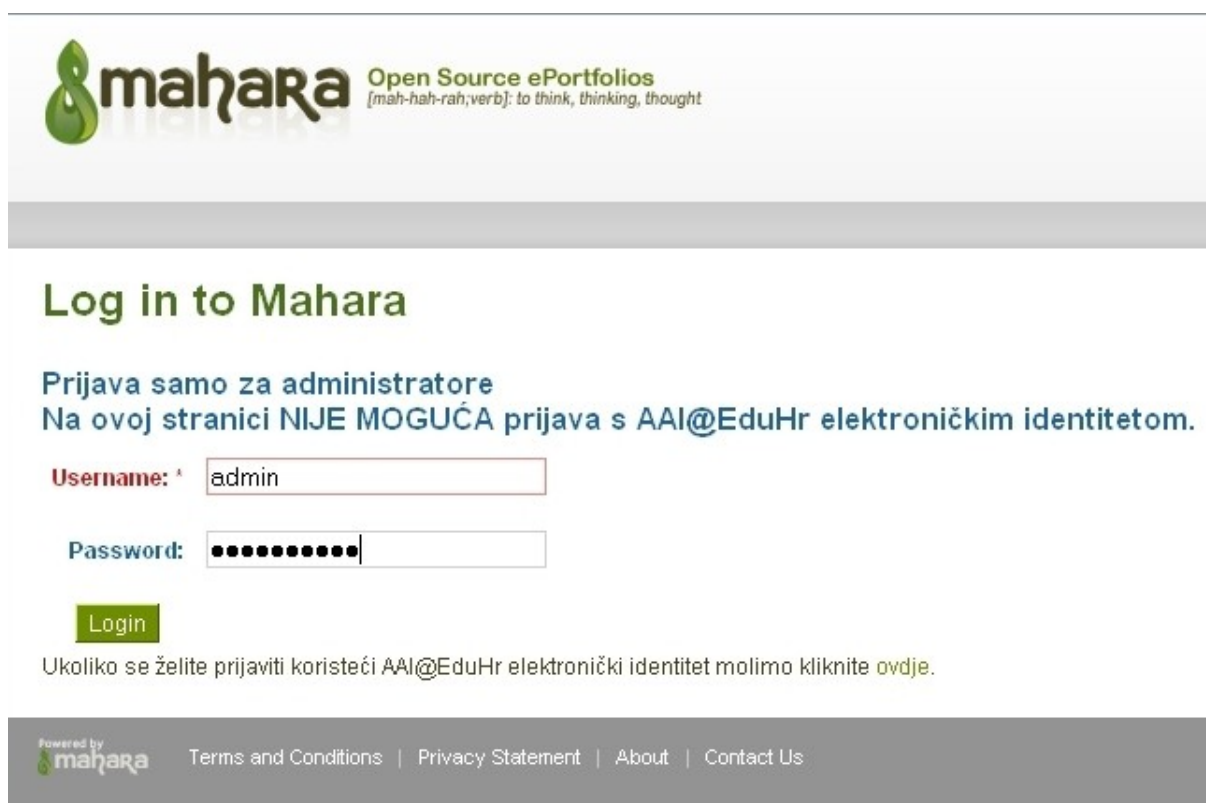 mahara Open Source ePortfolios
[mah-hah-rah;verb]: to think, thinking, thought
Log in to Mahara
Prijava samo za administratore
Na ovoj stranici NIJE MOGUĆA prijava s AAI@EduHr elektroničkim identitetom.
Username: * admin
Password: ●●●●●●●●●●
Login
Ukoliko se želite prijaviti koristeći AAI@EduHr elektronički identitet molimo kliknite ovdje.
Powered by
mahara Terms and Conditions | Privacy Statement | About | Contact Us